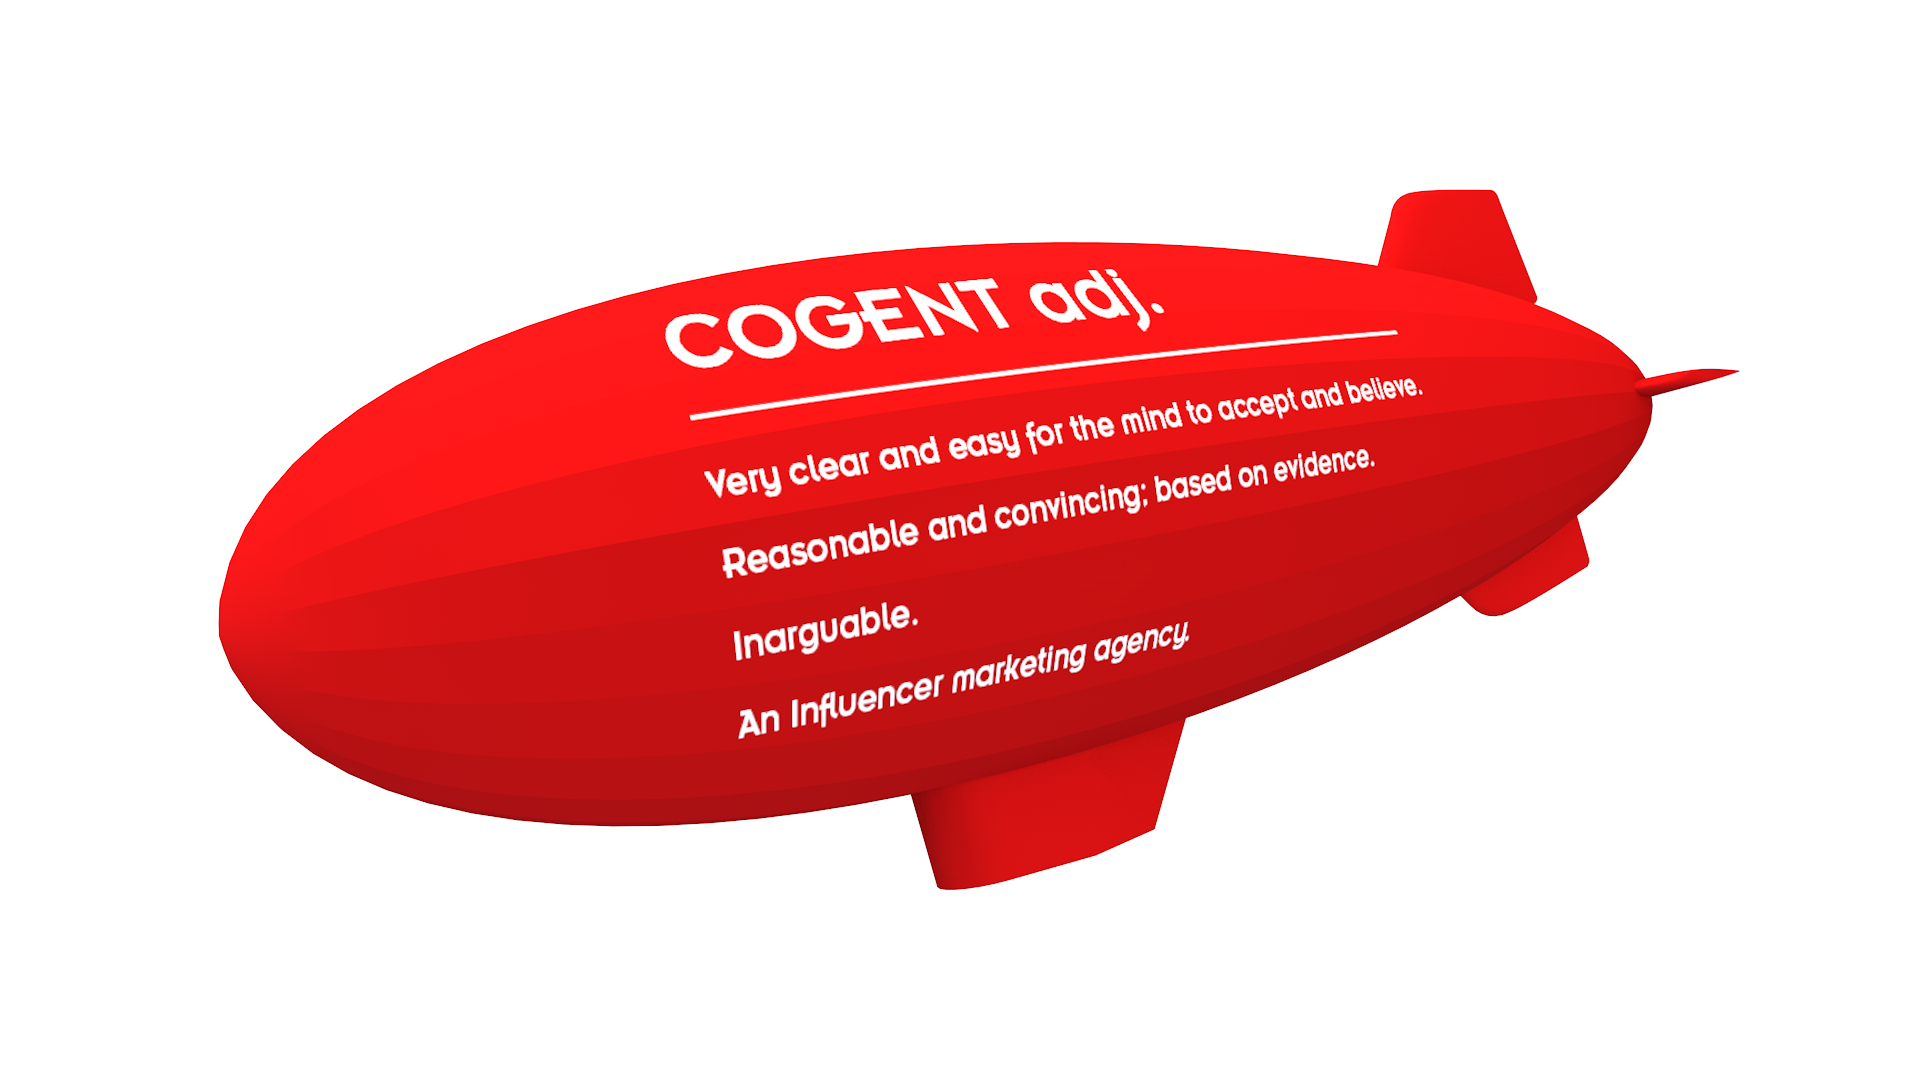 COGENT adj.
Very clear and easy for the mind to accept and believe.
Reasonable and convincing; based on evidence.
Inarguable.
An Influencer marketing agency.